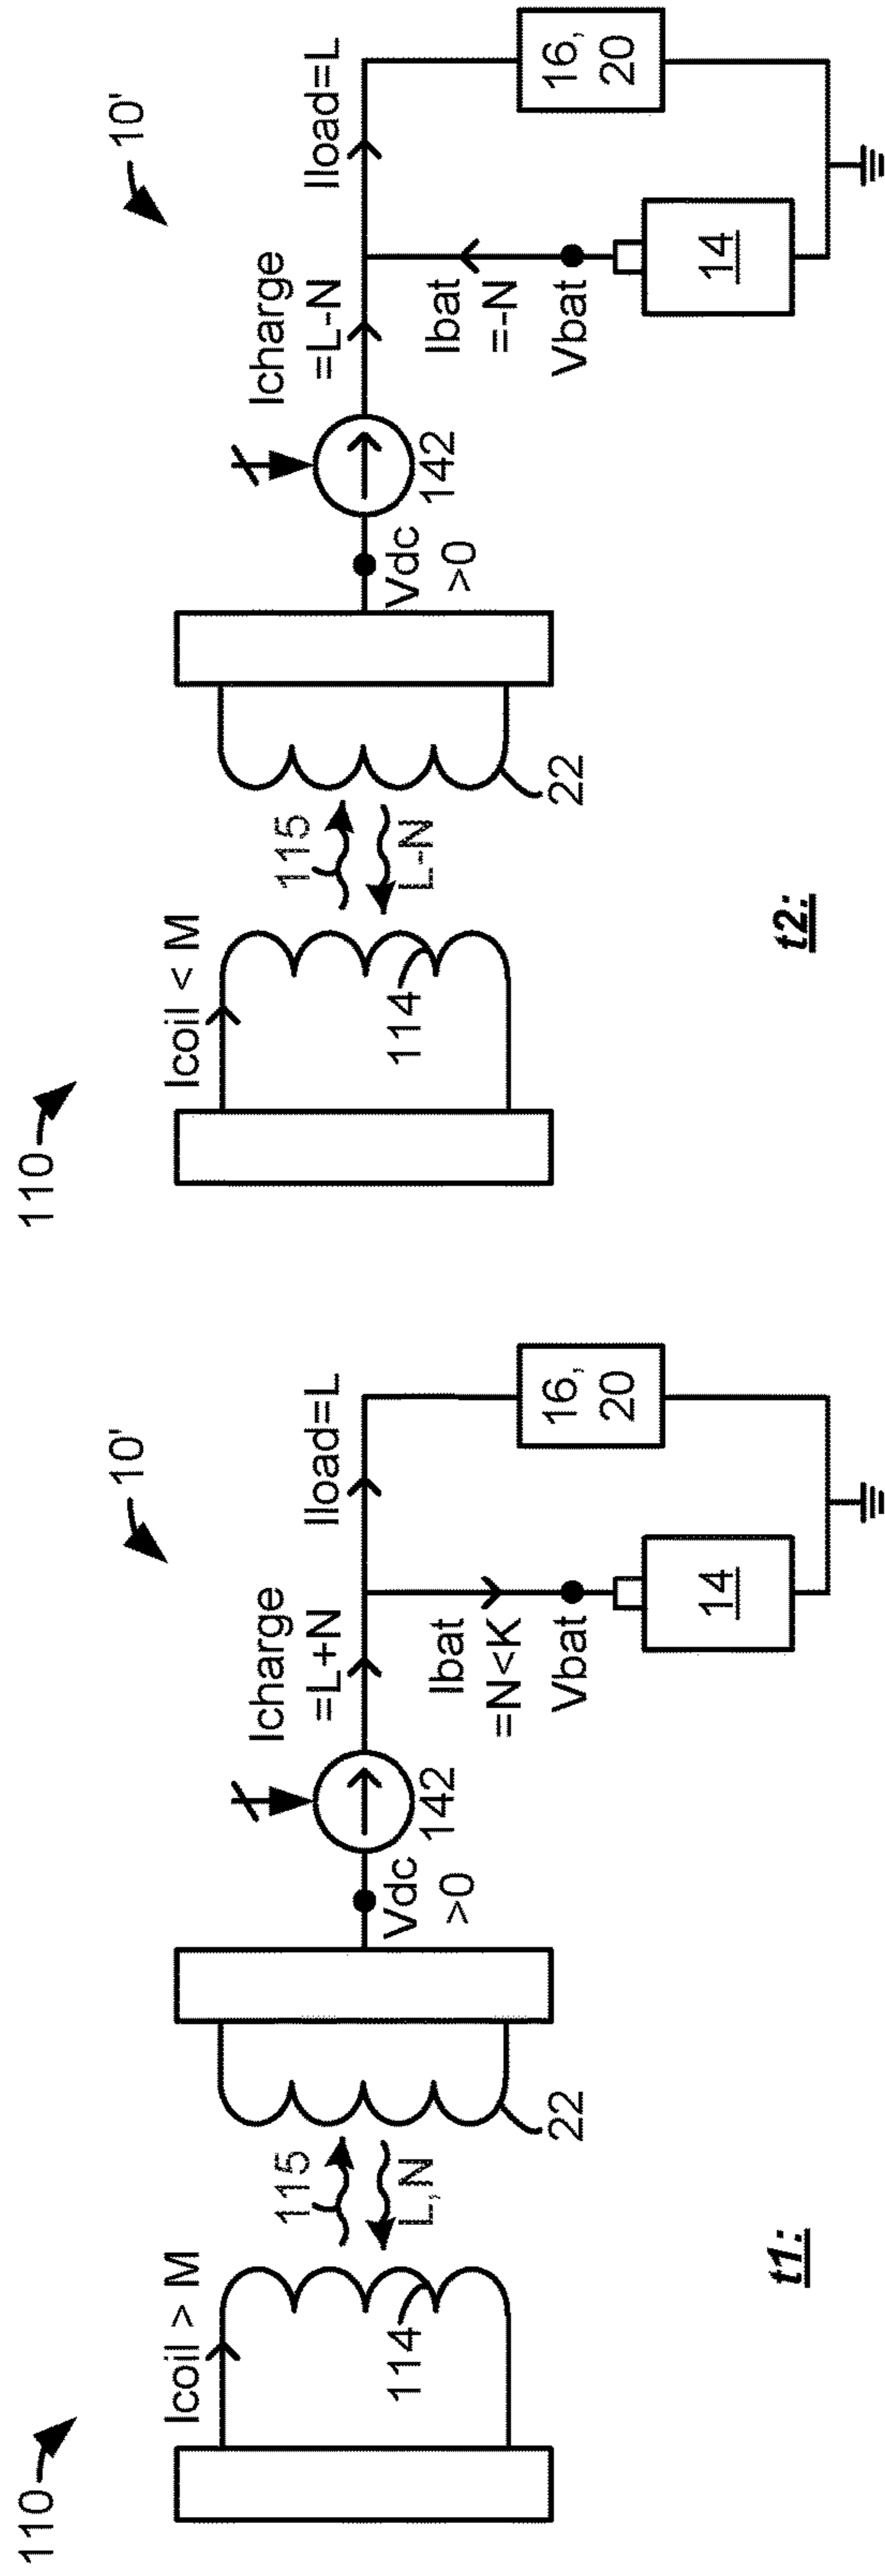 110
10'
Icoil > M
115
L,N
114
22
Vdc
>0
142
Icharge
=L+N
Iload=L
Ibat
=N<K
Vbat
14
16,
20
t1:
110
10'
Icoil < M
115
L-N
114
22
Vdc
>0
142
Icharge
=L-N
Iload=L
Ibat
=-N
Vbat
14
16,
20
t2: